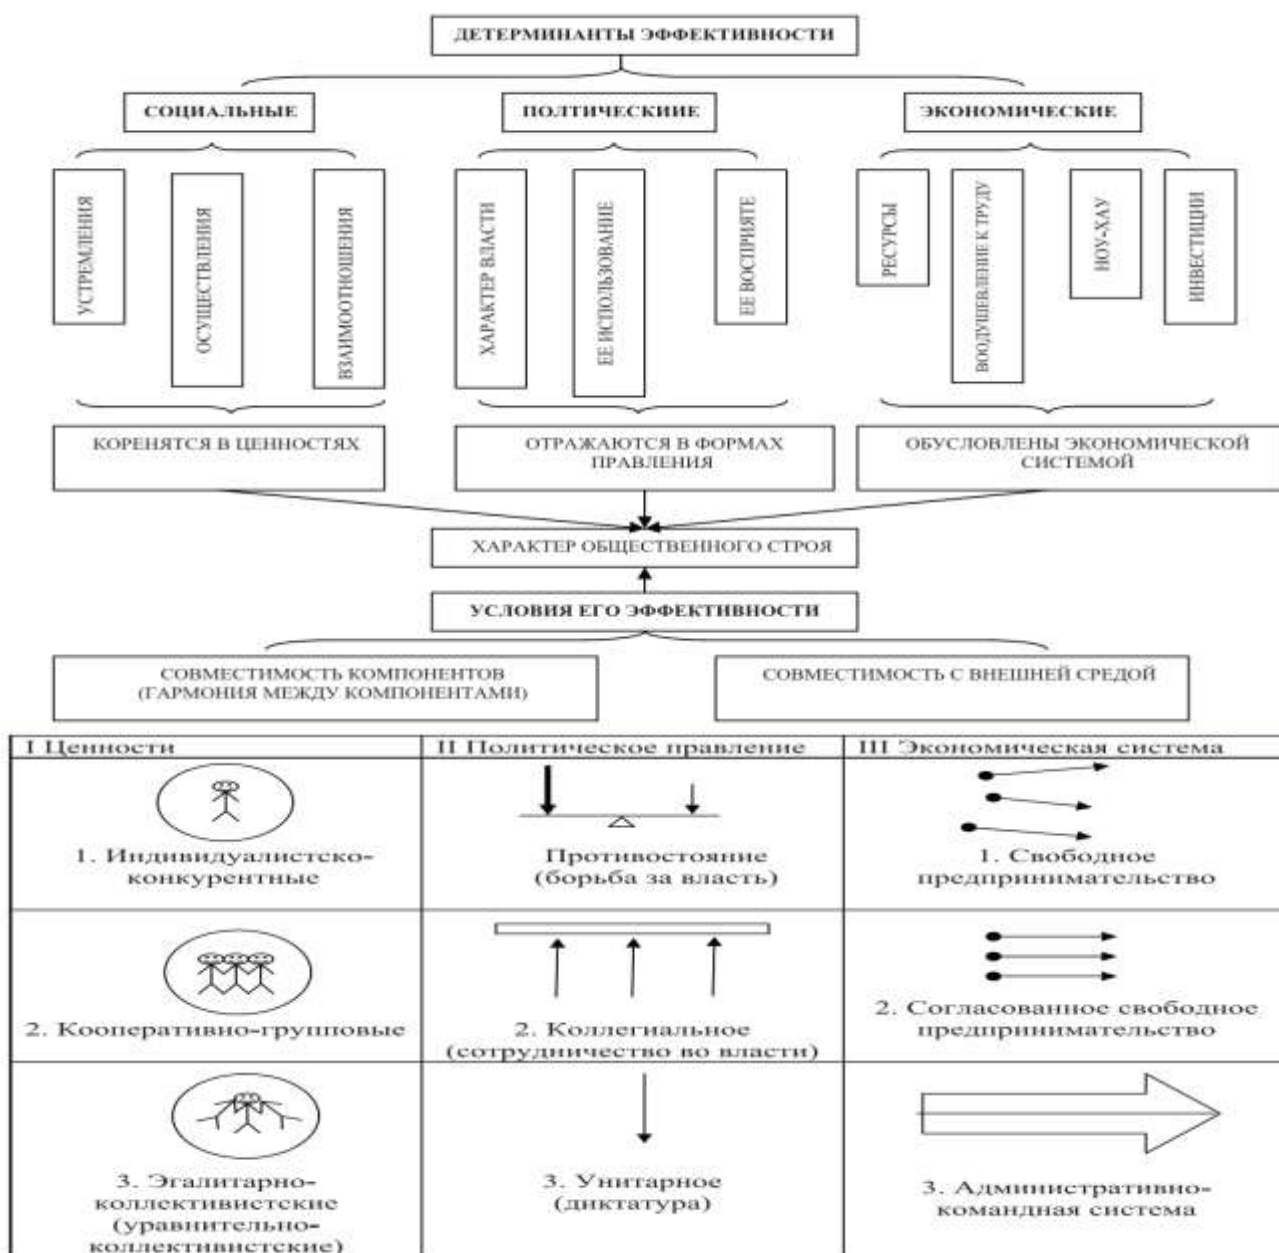 ДЕТЕРМИНАНТЫ ЭФФЕКТИВНОСТИ
СОЦИАЛЬНЫЕ
ПОЛТИЧЕСКИИЕ
ЭКОНОМИЧЕСКИЕ
УСТРЕМЛЕНИЯ
ОСУЩЕСТВЛЕНИЯ
ВЗАИМООТНОШЕНИЯ
ХАРАКТЕР ВЛАСТИ
ЕЕ ИСПОЛЬЗОВАНИЕ
ЕЕ ВОСПРИЯТЕ
РЕСУРСЫ
ВООДУШЕВЛЕНИЕ К ТРУДУ
НОУ-ХАУ
ИНВЕСТИЦИИ
КОРЕНЯТСЯ В ЦЕННОСТЯХ
ОТРАЖАЮТСЯ В ФОРМАХ
ПРАВЛЕНИЯ
ОБУСЛОВЛЕНЫ ЭКОНОМИЧЕСКОЙ
СИСТЕМОЙ
ХАРАКТЕР ОБЩЕСТВЕННОГО СТРОЯ
УСЛОВИЯ ЕГО ЭФФЕКТИВНОСТИ
СОВМЕСТИМОСТЬ КОМПОНЕНТОВ
(ГАРМОНИЯ МЕЖДУ КОМПОНЕНТАМИ)
СОВМЕСТИМОСТЬ С ВНЕШНЕЙ СРЕДОЙ
I Ценности
II Политическое правление
III Экономическая система
1. Индивидуалистско-
конкурентные
Противостояние
(борьба за власть)
1. Свободное
предпринимательство
2. Кооперативно-групповые
2. Коллегиальное
(сотрудничество во власти)
2. Согласованное свободное
предпринимательство
3. Эгалитарно-
коллективистские
(уравнительно-
коллективистские)
3. Унитарное
(диктатура)
3. Административно-
командная система